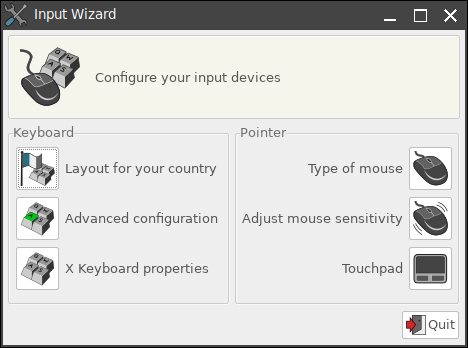 Input Wizard
Configure your input devices
Keyboard
Layout for your country
Advanced configuration
X Keyboard properties
Pointer
Type of mouse
Adjust mouse sensitivity
Touchpad
Quit